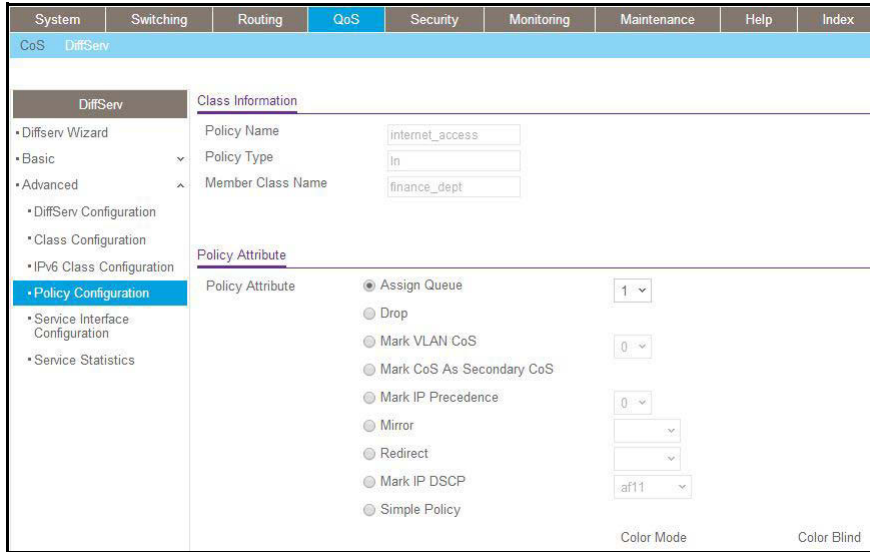 System Switching Routing QoS Security Monitoring Maintenance Help Index
CoS DiffServ
DiffServ
Diffserv Wizard
Basic
Advanced
DiffServ Configuration
Class Configuration
IPv6 Class Configuration
Policy Configuration
Service Interface
Configuration
Service Statistics
Class Information
Policy Name internet_access
Policy Type In
Member Class Name finance_dept
Policy Attribute
Policy Attribute Assign Queue 1
Drop
Mark VLAN CoS 0
Mark CoS As Secondary CoS
Mark IP Precedence 0
Mirror
Redirect
Mark IP DSCP af11
Simple Policy
Color Mode Color Blind